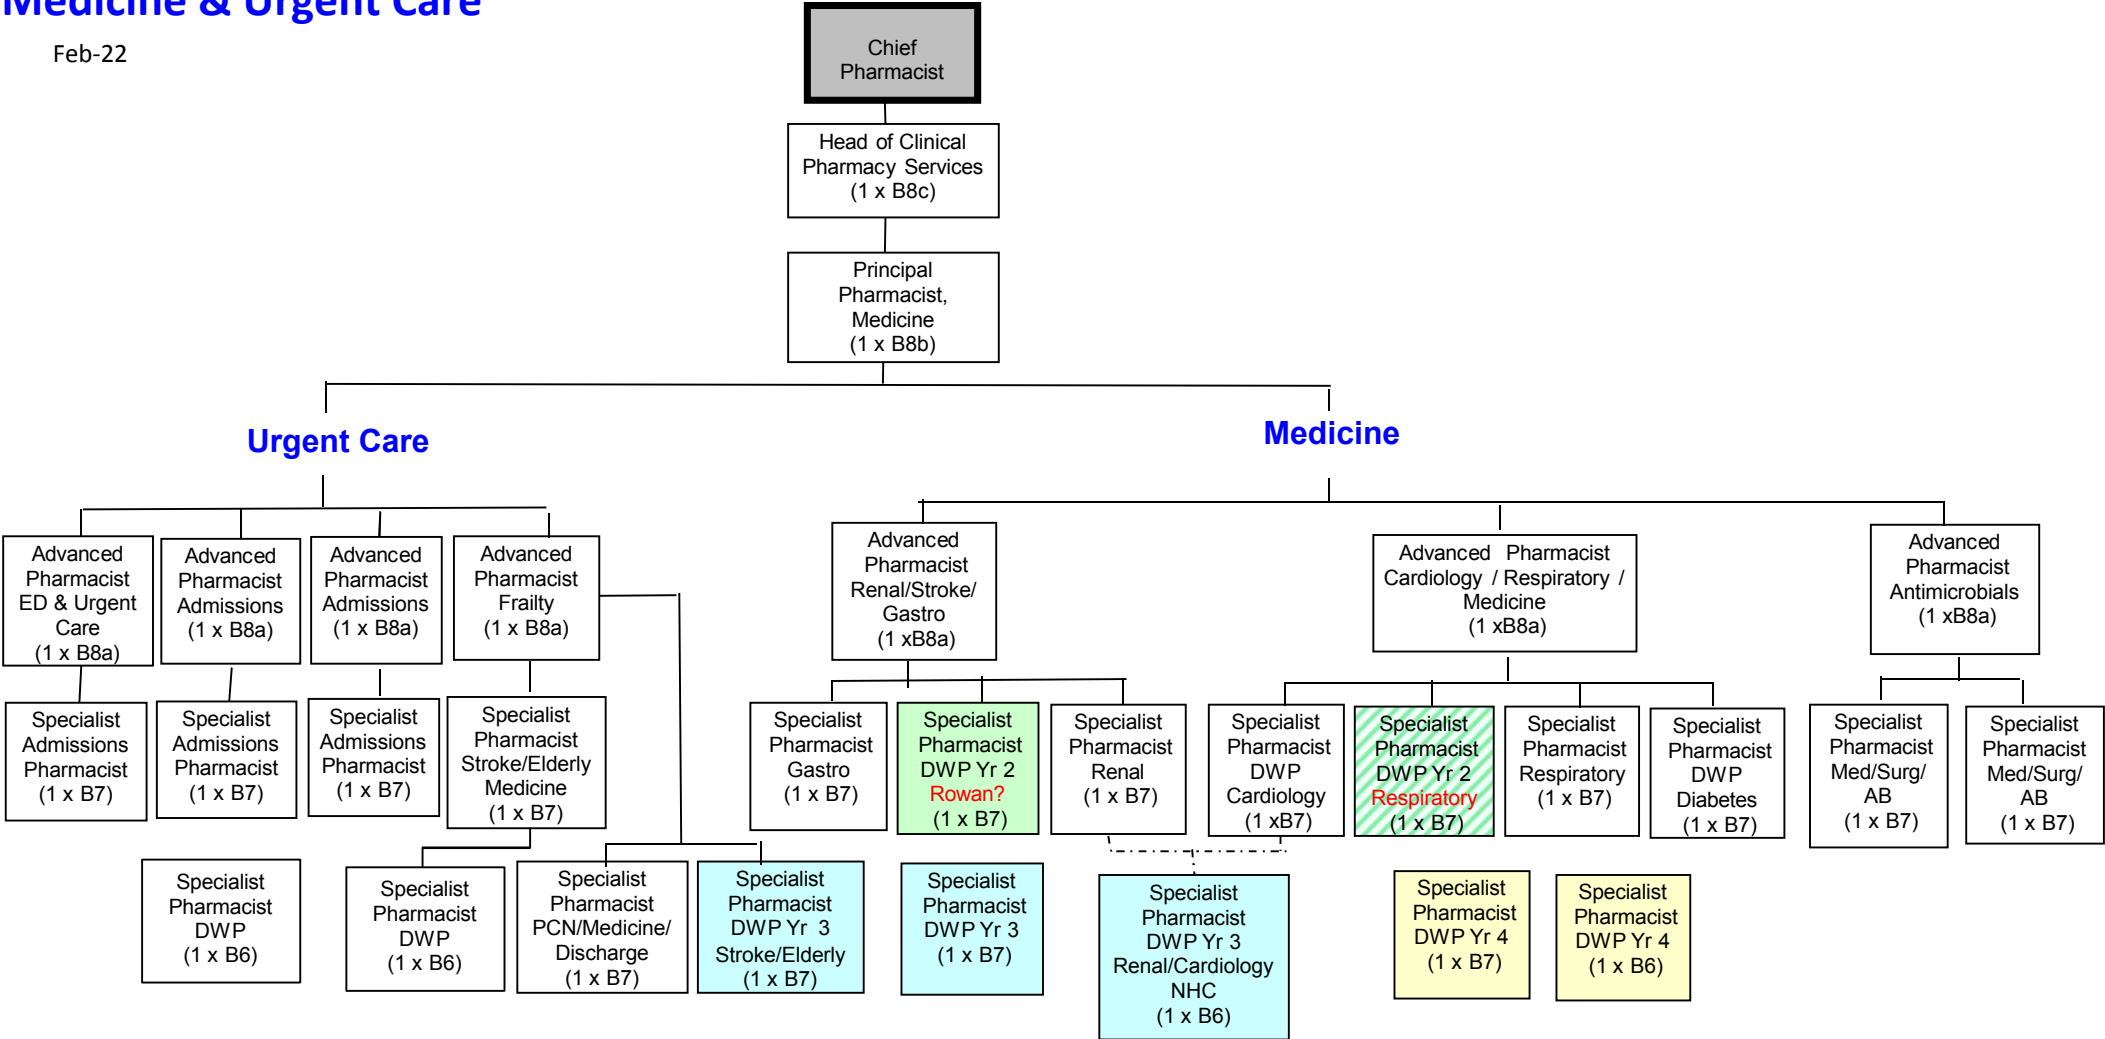 Medicine & Urgent Care
Feb-22
Chief
Pharmacist
Head of Clinical
Pharmacy Services
(1 x B8c)
Principal
Pharmacist,
Medicine
(1 x B8b)
Urgent Care
Medicine
Advanced
Pharmacist
ED & Urgent
Care
(1 x B8a)
Advanced
Pharmacist
Admissions
(1 x B8a)
Advanced
Pharmacist
Admissions
(1 x B8a)
Advanced
Pharmacist
Frailty
(1 x B8a)
Advanced
Pharmacist
Renal/Stroke/
Gastro
(1 xB8a)
Advanced Pharmacist
Cardiology / Respiratory /
Medicine
(1 xB8a)
Advanced
Pharmacist
Antimicrobials
(1 xB8a)
Specialist
Admissions
Pharmacist
(1 x B7)
Specialist
Admissions
Pharmacist
(1 x B7)
Specialist
Admissions
Pharmacist
(1 x B7)
Specialist
Pharmacist
Stroke/Elderly
Medicine
(1 x B7)
Specialist
Pharmacist
Gastro
(1 x B7)
Specialist
Pharmacist
DWP Yr 2
Rowan?
(1 x B7)
Specialist
Pharmacist
Renal
(1 x B7)
Specialist
Pharmacist
DWP
Cardiology
(1 xB7)
Specialist
Pharmacist
DWP Yr 2
Respiratory
(1 x B7)
Specialist
Pharmacist
Respiratory
(1 x B7)
Specialist
Pharmacist
DWP
Diabetes
(1 x B7)
Specialist
Pharmacist
Med/Surg/
AB
(1 x B7)
Specialist
Pharmacist
Med/Surg/
AB
(1 x B7)
Specialist
Pharmacist
DWP
(1 x B6)
Specialist
Pharmacist
DWP
(1 x B6)
Specialist
Pharmacist
PCN/Medicine/
Discharge
(1 x B7)
Specialist
Pharmacist
DWP Yr 3
Stroke/Elderly
(1 x B7)
Specialist
Pharmacist
DWP Yr 3
(1 x B7)
Specialist
Pharmacist
DWP Yr 3
Renal/Cardiology
NHC
(1 x B6)
Specialist
Pharmacist
DWP Yr 4
(1 x B7)
Specialist
Pharmacist
DWP Yr 4
(1 x B6)